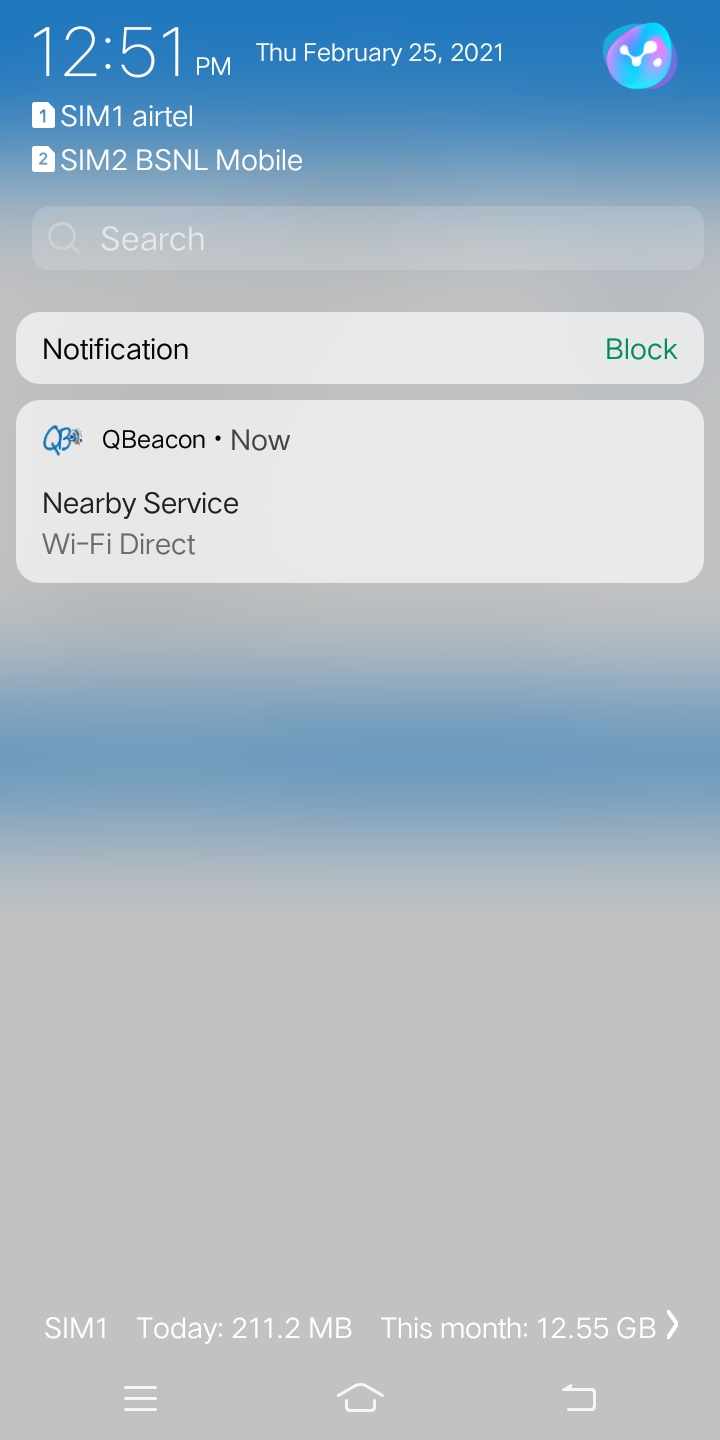 12:51 PM Thu February 25, 2021
1 SIM1 airtel
2 SIM2 BSNL Mobile
Search
Notification Block
QB QBeacon • Now
Nearby Service
Wi-Fi Direct
SIM1 Today: 211.2 MB This month: 12.55 GB